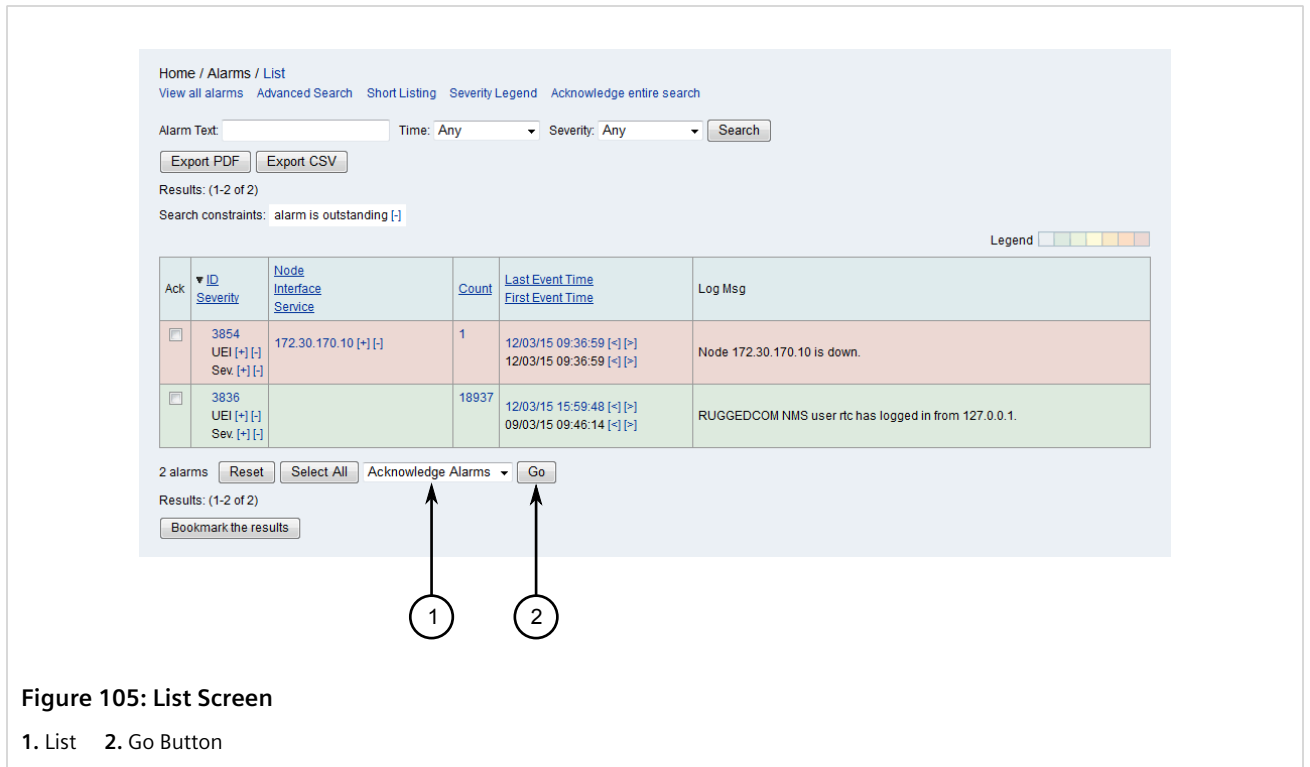 Home / Alarms / List
View all alarms Advanced Search Short Listing Severity Legend Acknowledge entire search
Alarm Text: Time: Any Severity: Any Search
Export PDF Export CSV
Results: (1-2 of 2)
Search constraints: alarm is outstanding [-]
Legend
Ack
▼ ID
Severity
Node
Interface
Service
Count
Last Event Time
First Event Time
Log Msg
3854
UEI [+] [-]
Sev. [+] [-]
172.30.170.10 [+] [-]
1
12/03/15 09:36:59 [<] [>]
12/03/15 09:36:59 [<] [>]
Node 172.30.170.10 is down.
3836
UEI [+] [-]
Sev. [+] [-]
18937
12/03/15 15:59:48 [<] [>]
09/03/15 09:46:14 [<] [>]
RUGGEDCOM NMS user rtc has logged in from 127.0.0.1.
2 alarms Reset Select All Acknowledge Alarms Go
Results: (1-2 of 2)
Bookmark the results
1 2
Figure 105: List Screen
1. List 2. Go Button